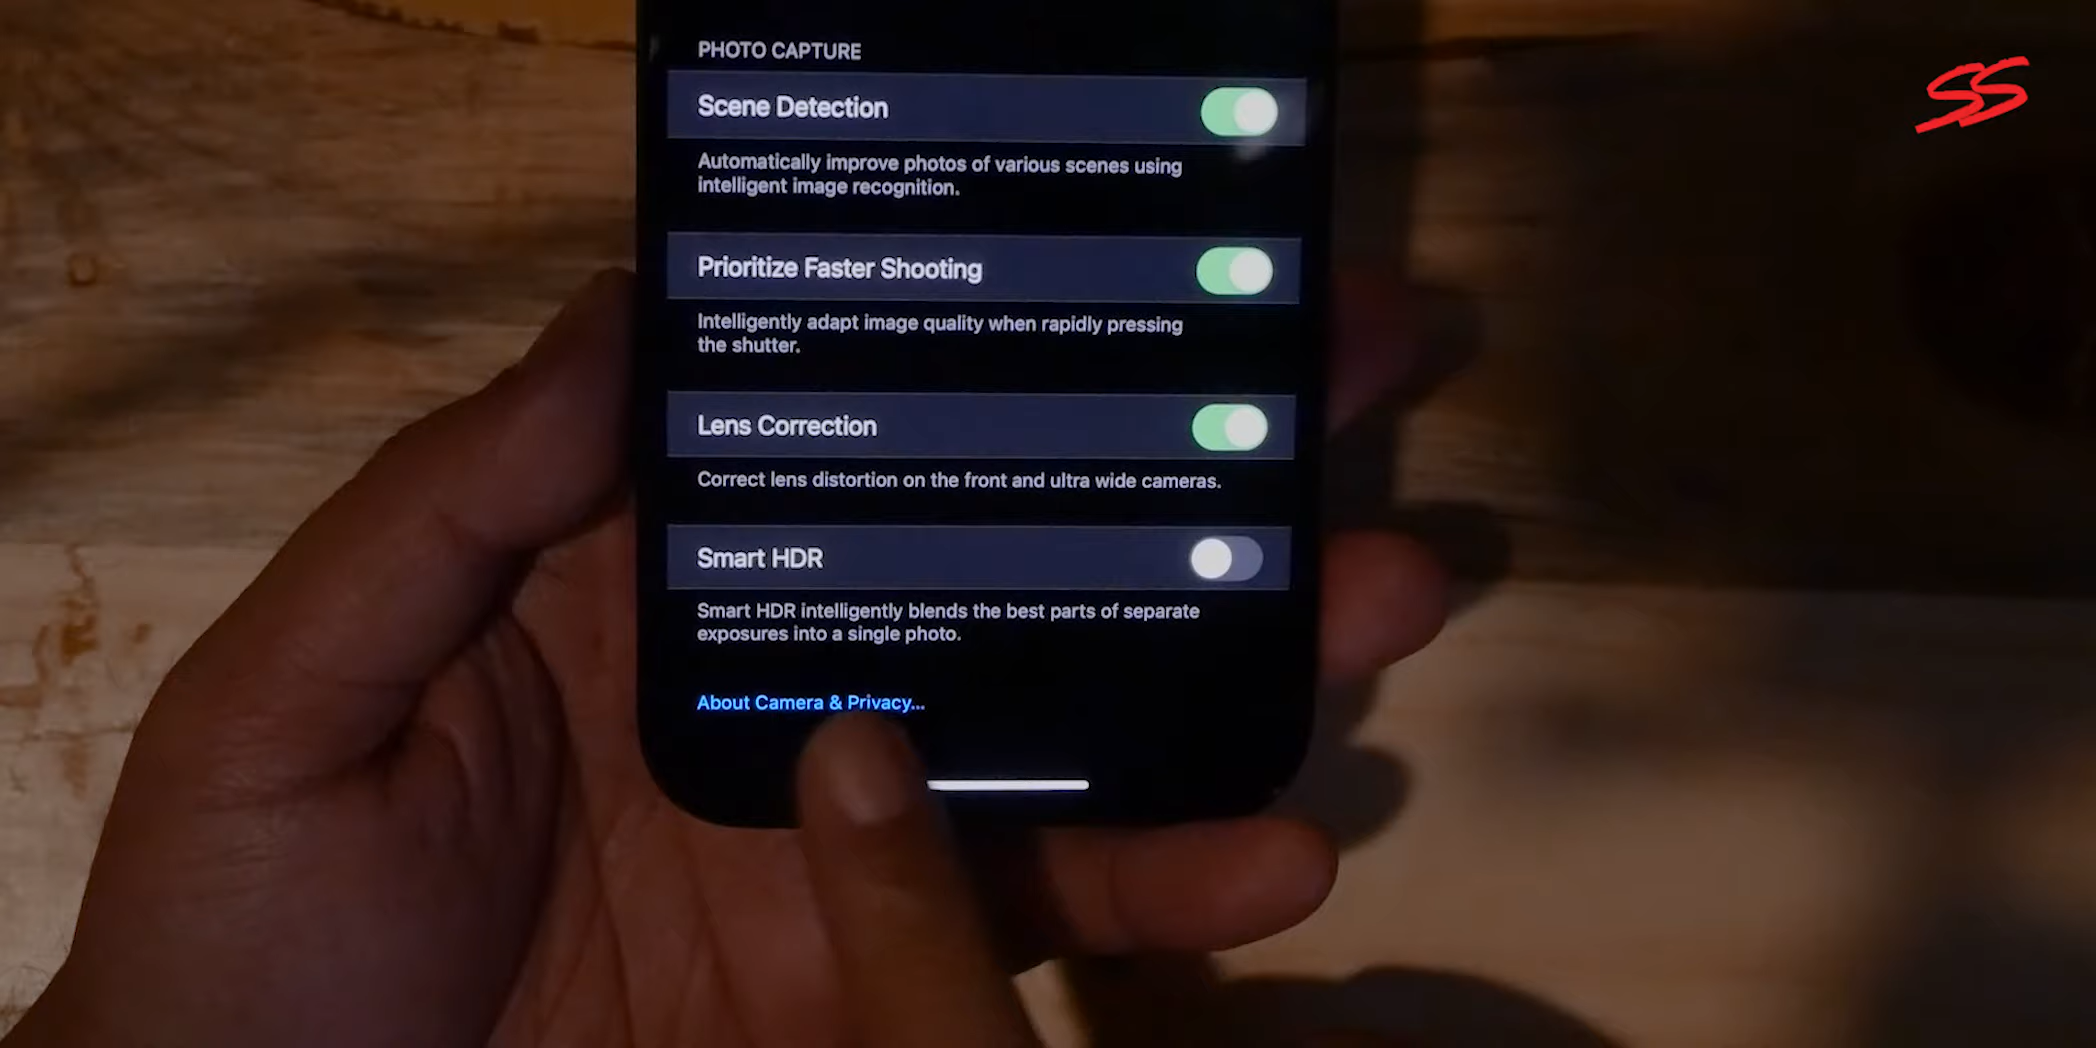 SS
PHOTO CAPTURE
Scene Detection
Automatically improve photos of various scenes using
intelligent image recognition.
Prioritize Faster Shooting
Intelligently adapt image quality when rapidly pressing
the shutter.
Lens Correction
Correct lens distortion on the front and ultra wide cameras.
Smart HDR
Smart HDR intelligently blends the best parts of separate
exposures into a single photo.
About Camera & Privacy...